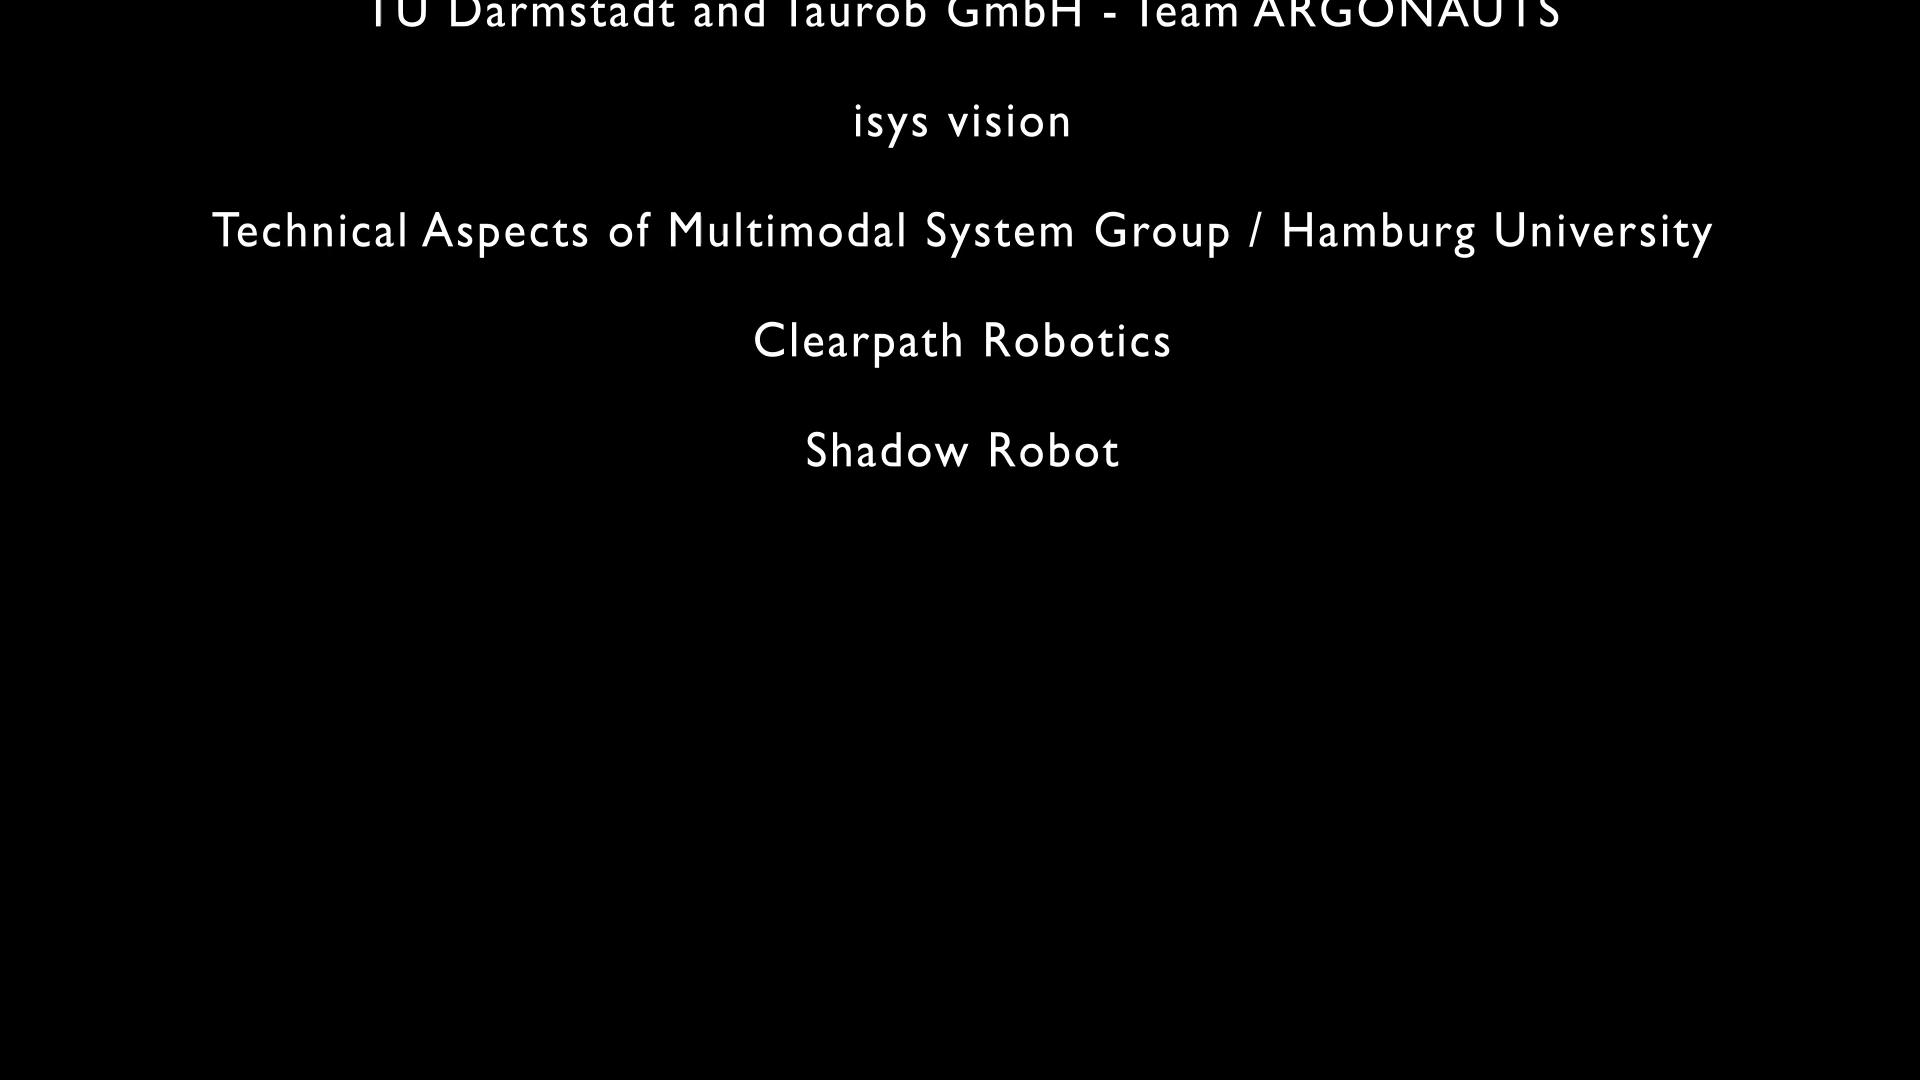 TU Darmstadt and Taurob GmbH - Team ARGONAUTS
isys vision
Technical Aspects of Multimodal System Group / Hamburg University
Clearpath Robotics
Shadow Robot